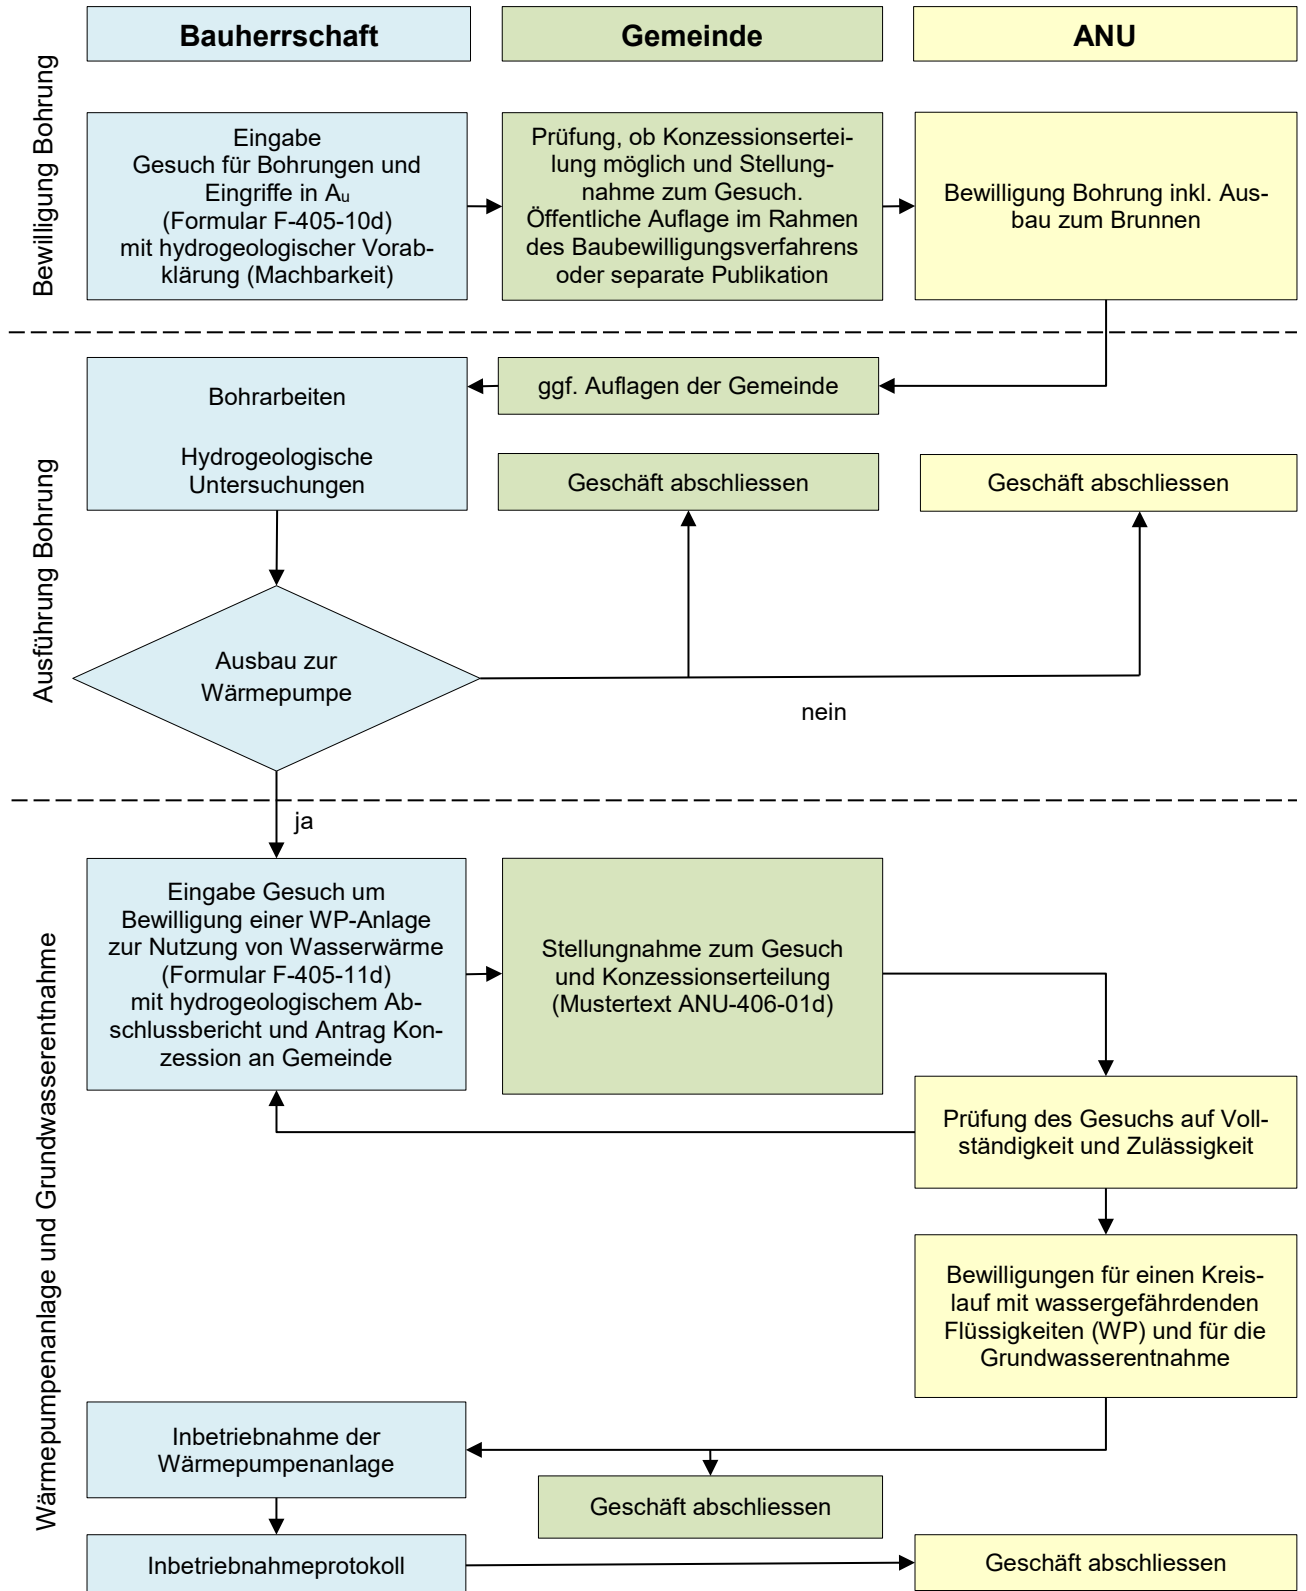 Bauherrschaft
Gemeinde
ANU
Bewilligung Bohrung
Eingabe
Gesuch für Bohrungen und
Eingriffe in Au
(Formular F-405-10d)
mit hydrogeologischer Vorab-
klärung (Machbarkeit)
Prüfung, ob Konzessionsertei-
lung möglich und Stellung-
nahme zum Gesuch.
Öffentliche Auflage im Rahmen
des Baubewilligungsverfahrens
oder separate Publikation
Bewilligung Bohrung inkl. Aus-
bau zum Brunnen
Ausführung Bohrung
Bohrarbeiten
Hydrogeologische
Untersuchungen
ggf. Auflagen der Gemeinde
Geschäft abschliessen
Geschäft abschliessen
Ausbau zur
Wärmepumpe
nein
ja
Wärmepumpenanlage und Grundwasserentnahme
Eingabe Gesuch um
Bewilligung einer WP-Anlage
zur Nutzung von Wasserwärme
(Formular F-405-11d)
mit hydrogeologischem Ab-
schlussbericht und Antrag Kon-
zession an Gemeinde
Stellungnahme zum Gesuch
und Konzessionserteilung
(Mustertext ANU-406-01d)
Prüfung des Gesuchs auf Voll-
ständigkeit und Zulässigkeit
Bewilligungen für einen Kreis-
lauf mit wassergefährdenden
Flüssigkeiten (WP) und für die
Grundwasserentnahme
Inbetriebnahme der
Wärmepumpenanlage
Geschäft abschliessen
Inbetriebnahmeprotokoll
Geschäft abschliessen